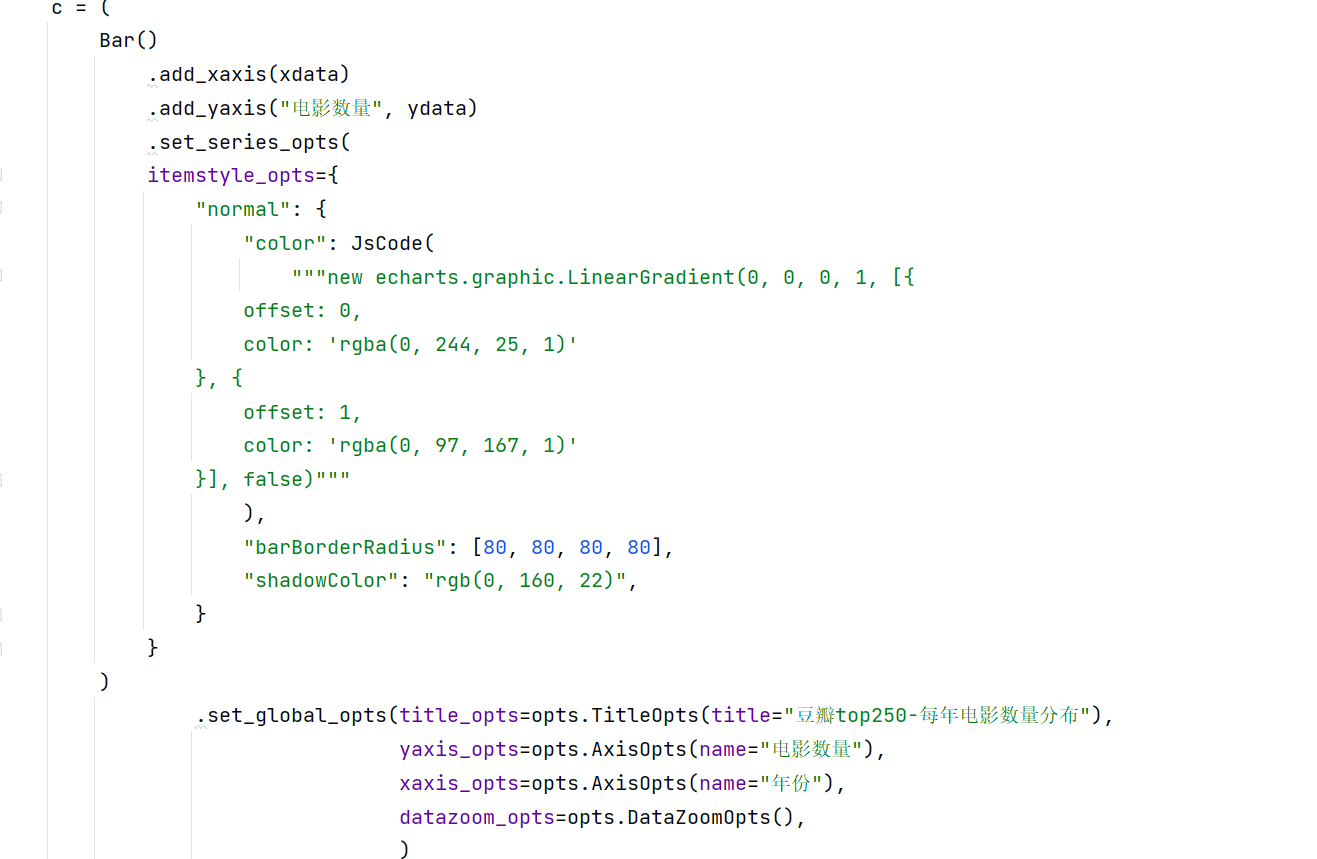 c = (
Bar()
.add_xaxis(xdata)
.add_yaxis("电影数量", ydata)
.set_series_opts(
itemstyle_opts={
"normal": {
"color": JsCode(
"""new echarts.graphic.LinearGradient(0, 0, 0, 1, [{
offset: 0,
color: 'rgba(0, 244, 25, 1)'
}, {
offset: 1,
color: 'rgba(0, 97, 167, 1)'
}], false)"""
),
"barBorderRadius": [80, 80, 80, 80],
"shadowColor": "rgb(0, 160, 22)",
}
}
)
.set_global_opts(title_opts=opts.TitleOpts(title="豆瓣top250-每年电影数量分布"),
yaxis_opts=opts.AxisOpts(name="电影数量"),
xaxis_opts=opts.AxisOpts(name="年份"),
datazoom_opts=opts.DataZoomOpts(),
)